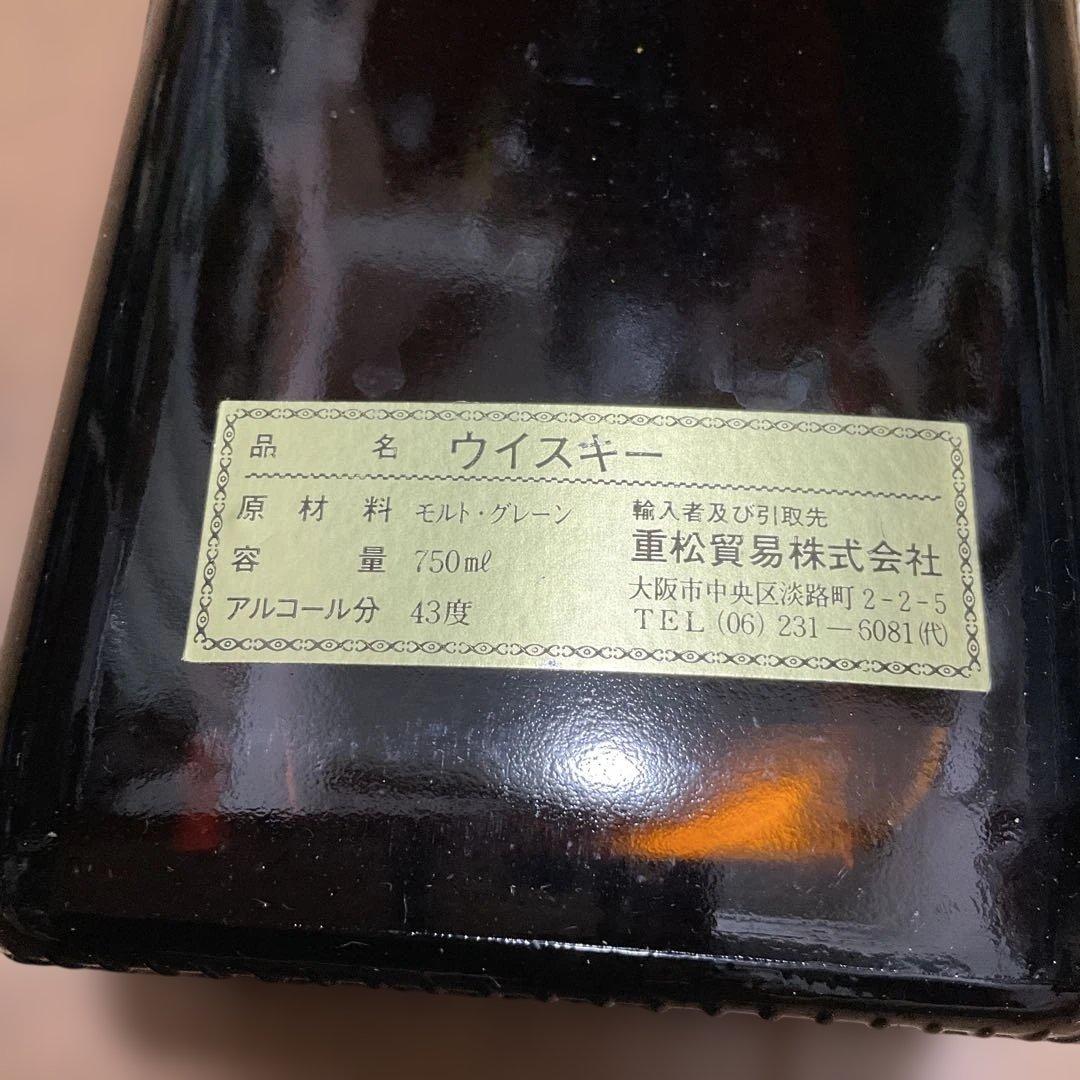 品名 ウイスキー
原材料 モルト・グレーン
容量 750ml
アルコール分 43度
輸入者及び引取先
重松貿易株式会社
大阪市中央区淡路町2-2-5
TEL (06) 231-6081(代)